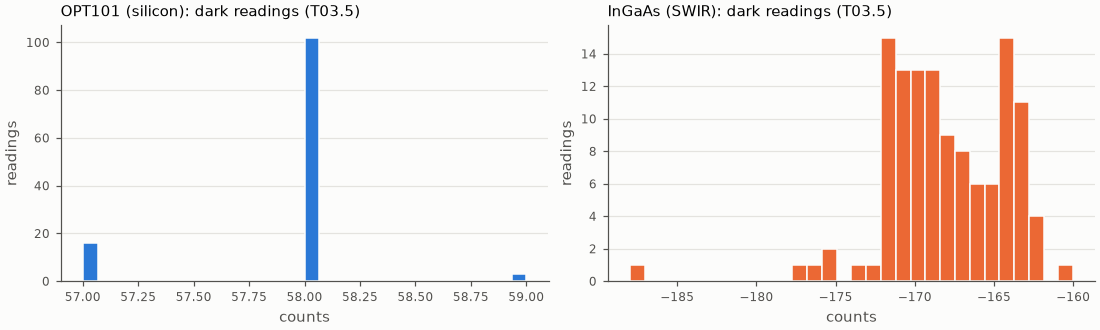 OPT101 (silicon): dark readings (T03.5)
100
80
60
40
20
0
readings
57.00 57.25 57.50 57.75 58.00 58.25 58.50 58.75 59.00
counts
InGaAs (SWIR): dark readings (T03.5)
14
12
10
8
6
4
2
0
readings
−185 −180 −175 −170 −165 −160
counts